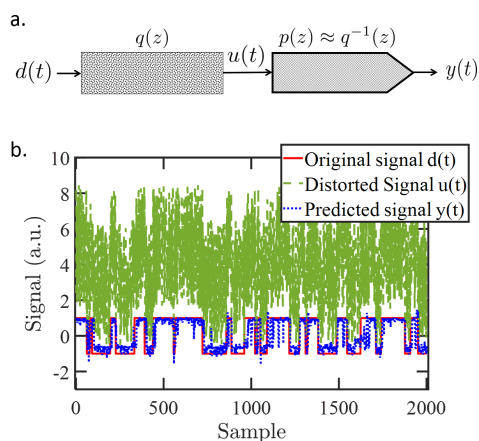 a.
q(z)
p(z) ≈ q⁻¹(z)
d(t)
u(t)
y(t)
b.
Original signal d(t)
Distorted Signal u(t)
Predicted signal y(t)
Signal (a.u.)
10
8
6
4
2
0
-2
0
500
1000
1500
2000
Sample